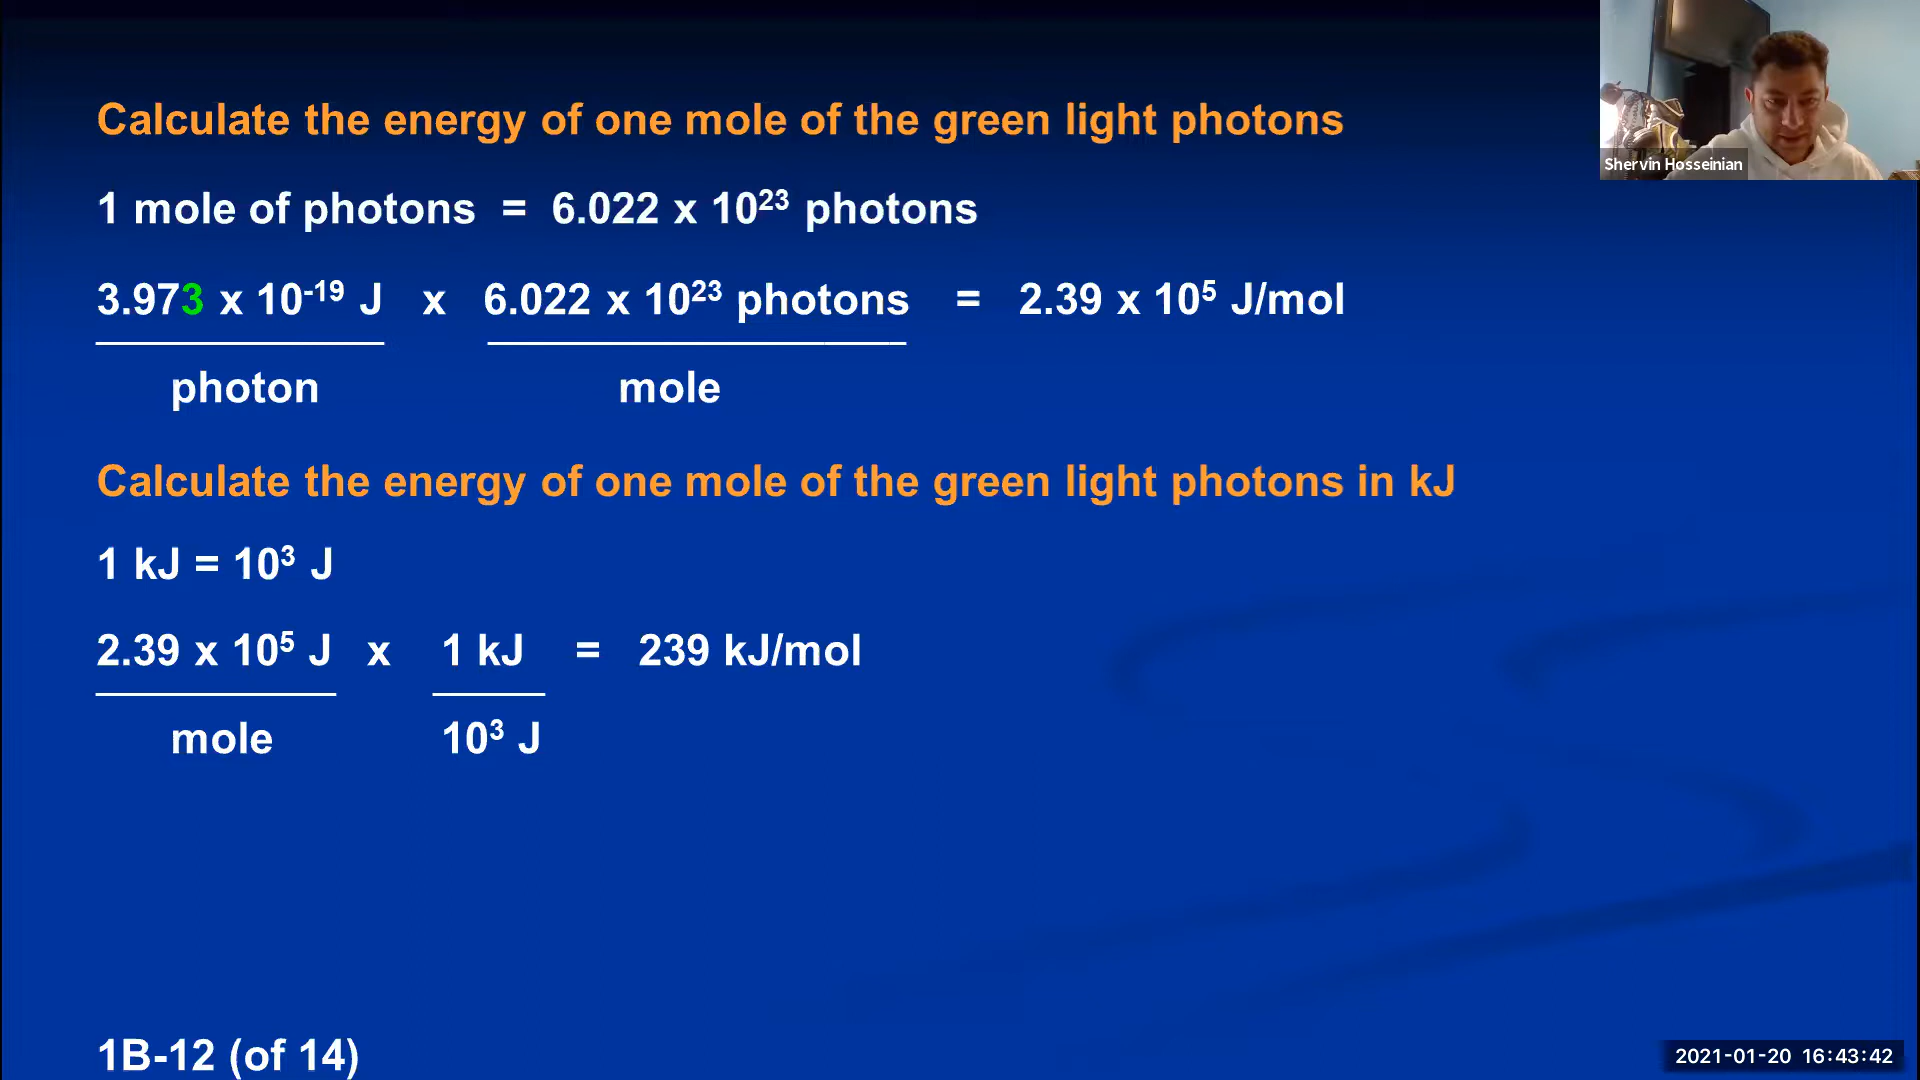 Calculate the energy of one mole of the green light photons
Shervin Hosseinian
1 mole of photons = 6.022 x 10²³ photons
3.973 x 10⁻¹⁹ J x 6.022 x 10²³ photons = 2.39 x 10⁵ J/mol
photon mole
Calculate the energy of one mole of the green light photons in kJ
1 kJ = 10³ J
2.39 x 10⁵ J x 1 kJ = 239 kJ/mol
mole 10³ J
1B-12 (of 14)
2021-01-20 16:43:42